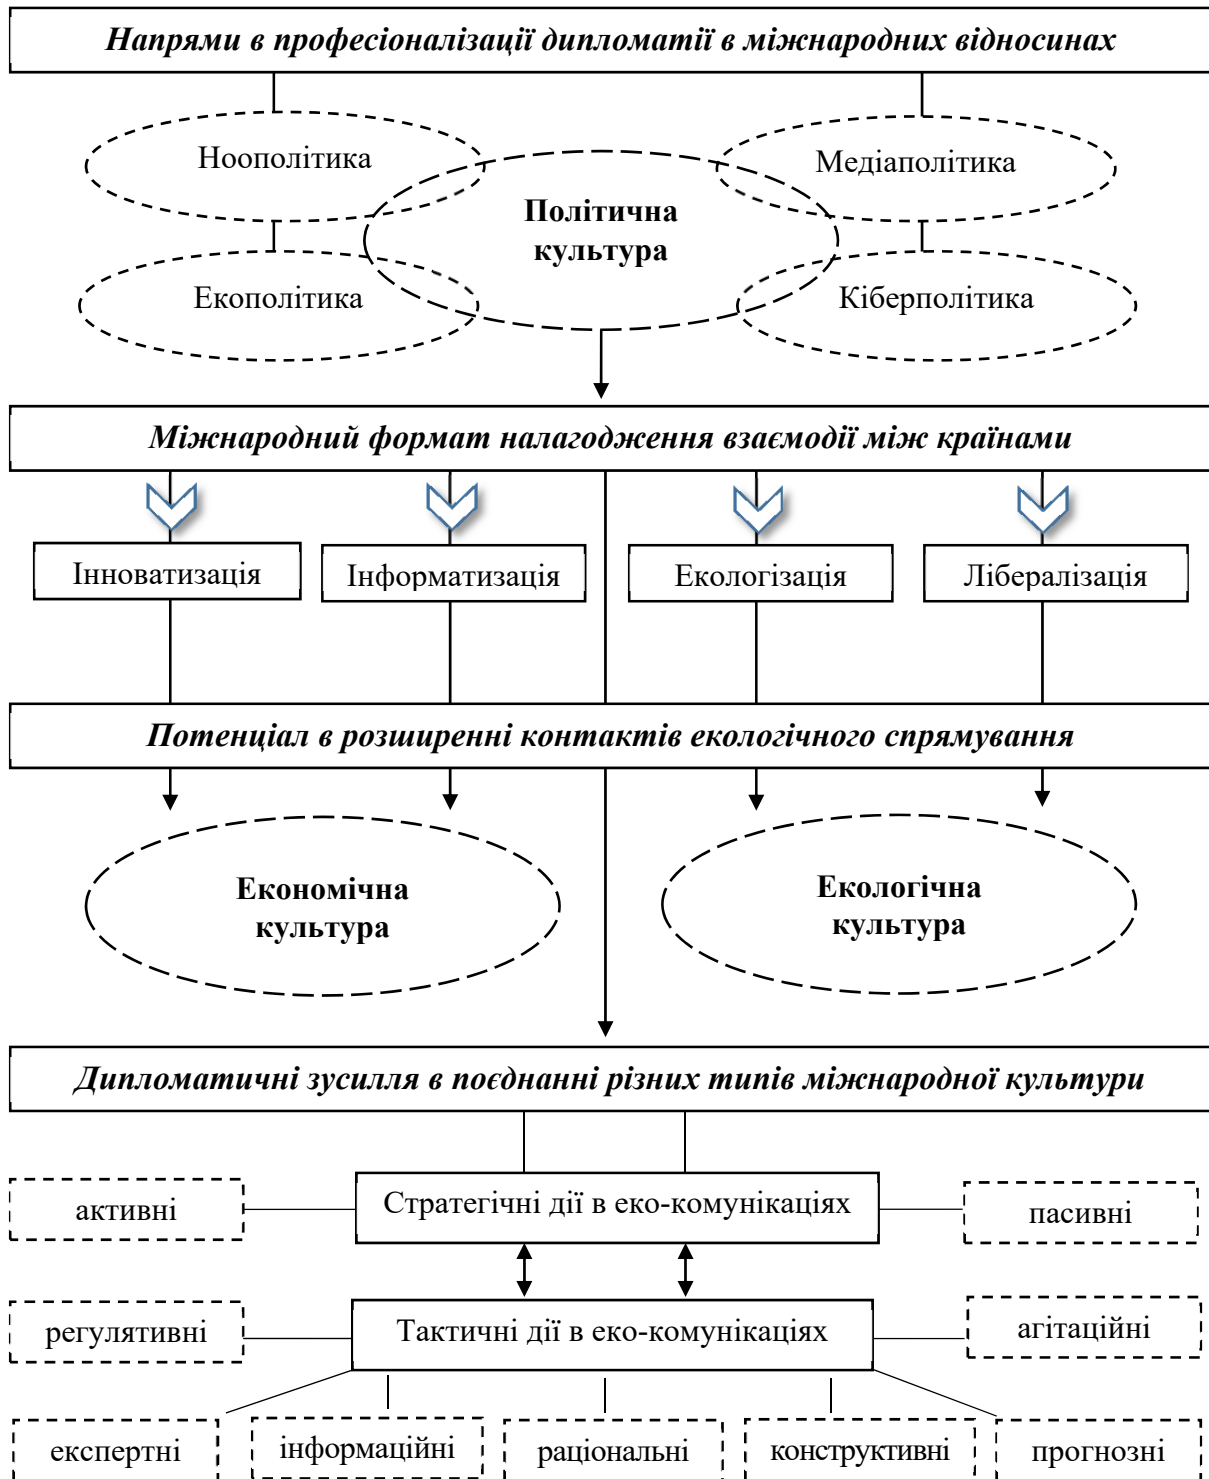 Напрями в професіоналізації дипломатії в міжнародних відносинах
Ноополітика
Медіаполітика
Політична
культура
Екополітика
Кіберполітика
Міжнародний формат налагодження взаємодії між країнами
Інноватизація
Інформатизація
Екологізація
Лібералізація
Потенціал в розширенні контактів екологічного спрямування
Економічна
культура
Екологічна
культура
Дипломатичні зусилля в поєднанні різних типів міжнародної культури
активні
Стратегічні дії в еко-комунікаціях
пасивні
регулятивні
Тактичні дії в еко-комунікаціях
агітаційні
експертні
інформаційні
раціональні
конструктивні
прогнозні